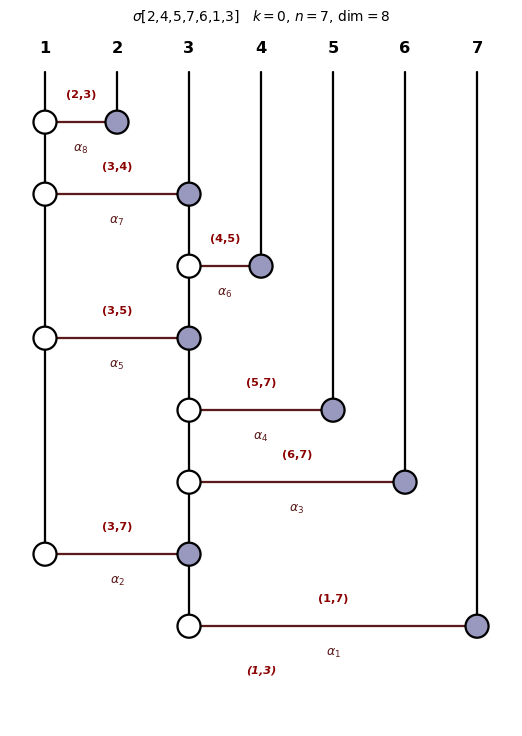 σ[2,4,5,7,6,1,3]   k = 0, n = 7, dim = 8
1 2 3 4 5 6 7
(2,3)
α₈
(3,4)
α₇
(4,5)
α₆
(3,5)
α₅
(5,7)
α₄
(6,7)
α₃
(3,7)
α₂
(1,7)
α₁
(1,3)